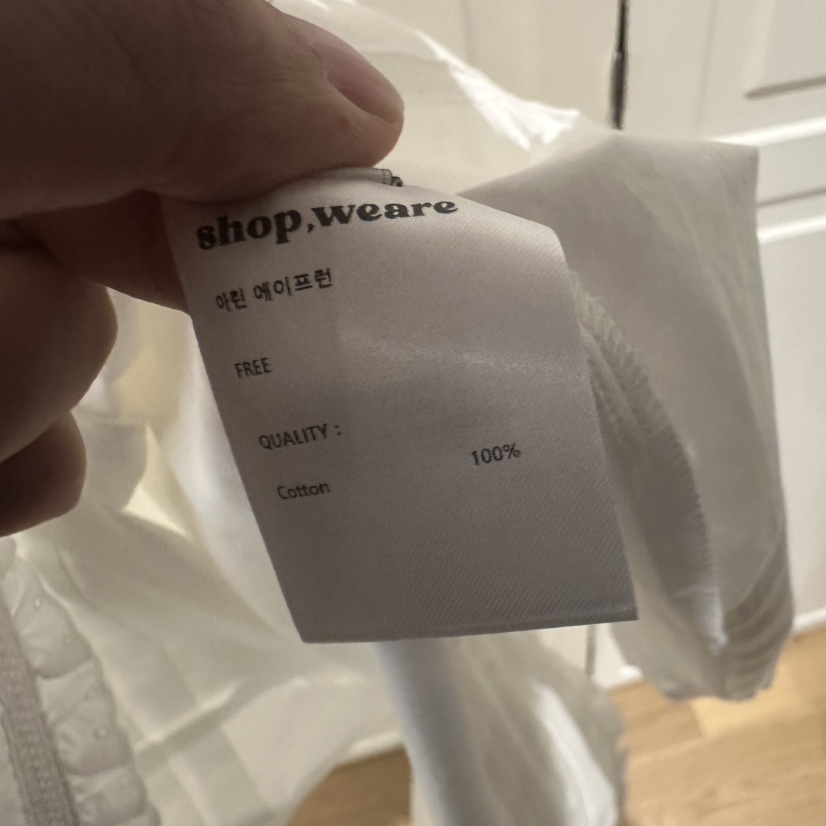 shop,weare
아린 에이프런
FREE
QUALITY :
Cotton 100%